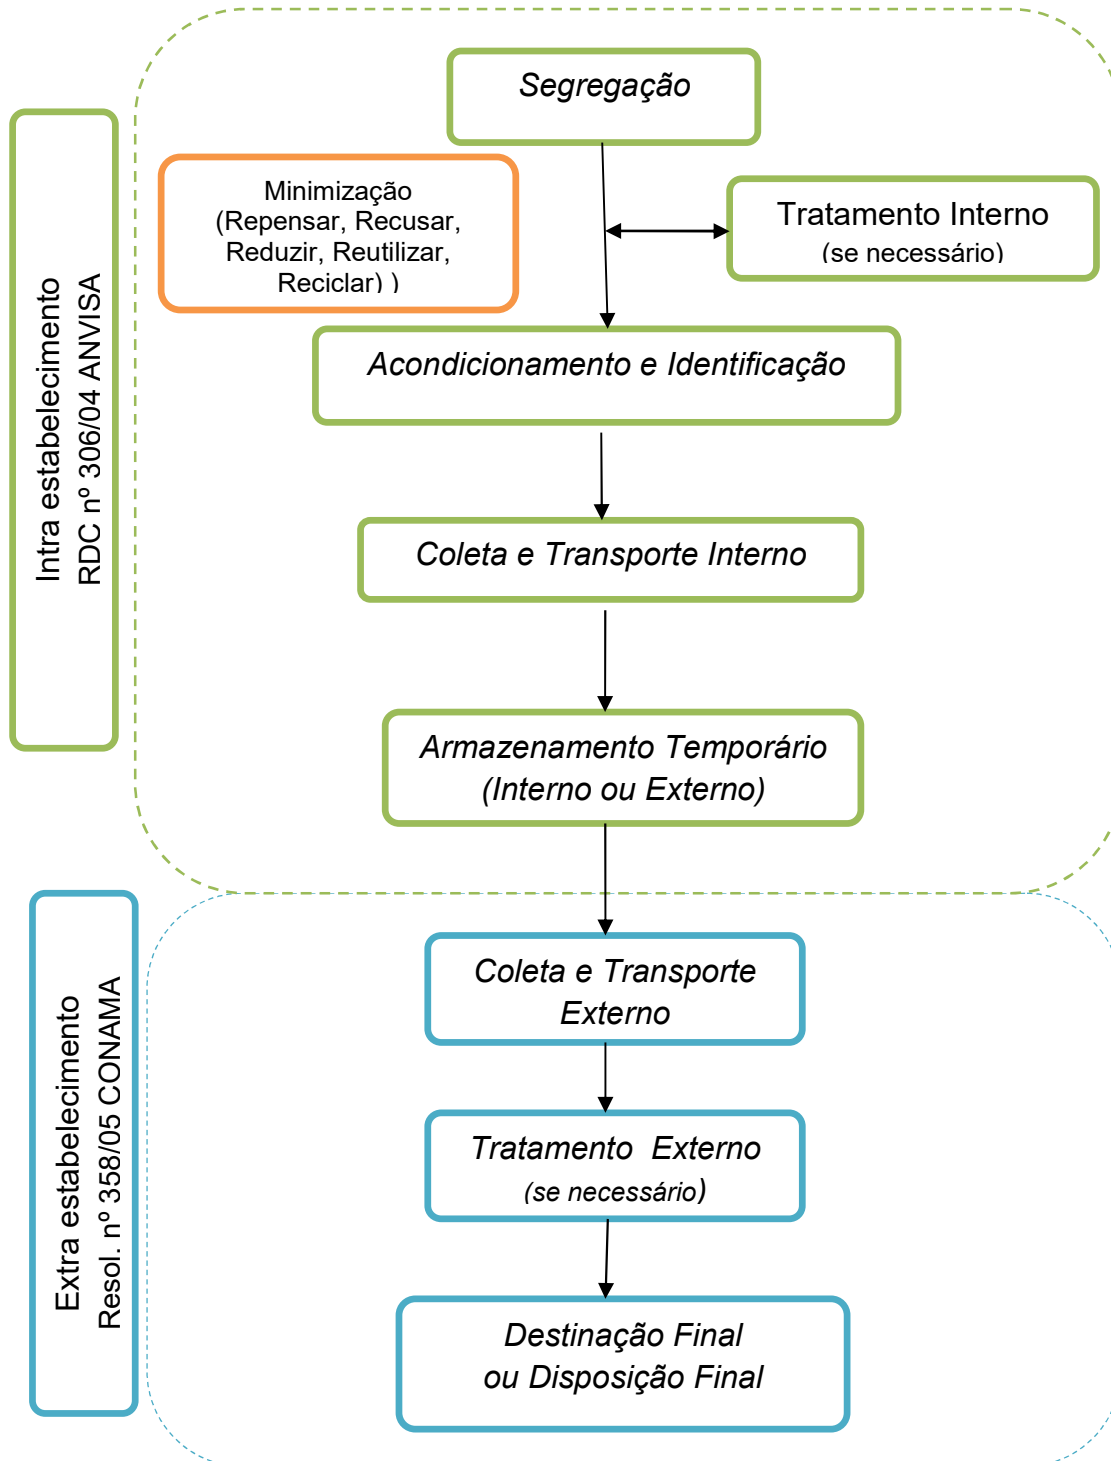 Segregação
Minimização
(Repensar, Recusar,
Reduzir, Reutilizar,
Reciclar) )
Tratamento Interno
(se necessário)
Intra estabelecimento
RDC nº 306/04 ANVISA
Acondicionamento e Identificação
Coleta e Transporte Interno
Armazenamento Temporário
(Interno ou Externo)
Extra estabelecimento
Resol. nº 358/05 CONAMA
Coleta e Transporte
Externo
Tratamento  Externo
(se necessário)
Destinação Final
ou Disposição Final